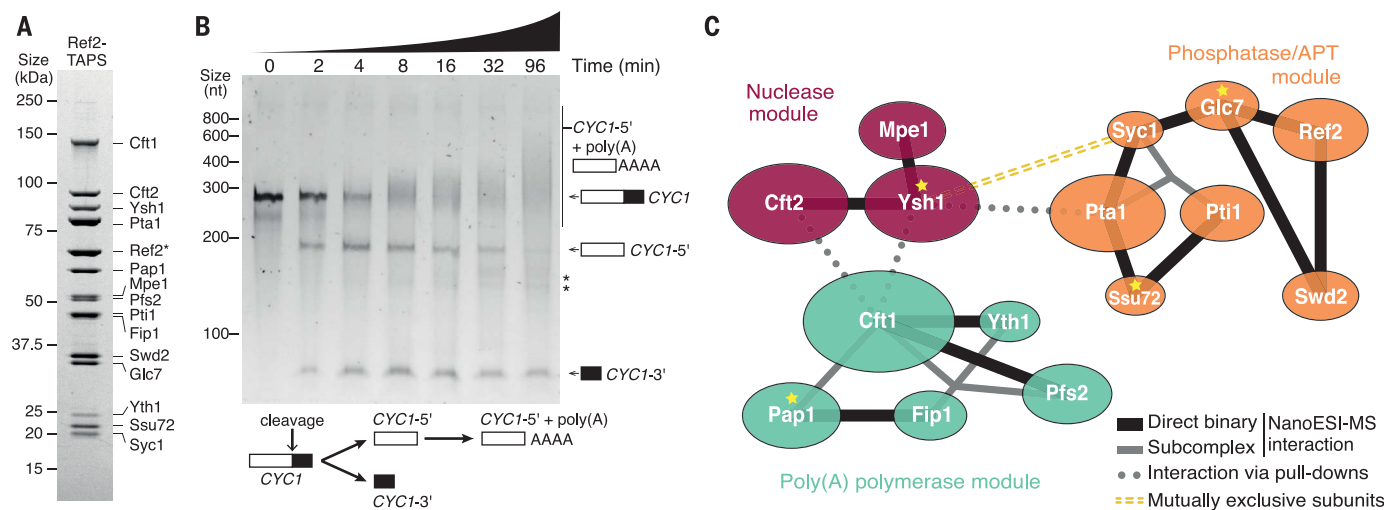 A
Ref2-
TAPS
Size
(kDa)
250
150
100
75
50
37.5
25
20
15
Cft1
Cft2
Ysh1
Pta1
Ref2*
Pap1
Mpe1
Pfs2
Pti1
Fip1
Swd2
Glc7
Yth1
Ssu72
Syc1
B
0 2 4 8 16 32 96 Time (min)
Size
(nt)
800
600
400
300
200
100
CYC1-5'
+ poly(A)
AAAA
CYC1
CYC1-5'
*
*
CYC1-3'
cleavage
CYC1
CYC1-5'
CYC1-3'
CYC1-5' + poly(A)
AAAA
C
Nuclease
module
Mpe1
Cft2
Ysh1
Phosphatase/APT
module
Glc7
Syc1
Ref2
Pta1
Pti1
Ssu72
Swd2
Cft1
Yth1
Pap1
Fip1
Pfs2
Poly(A) polymerase module
Direct binary
Subcomplex
NanoESI-MS
interaction
Interaction via pull-downs
Mutually exclusive subunits